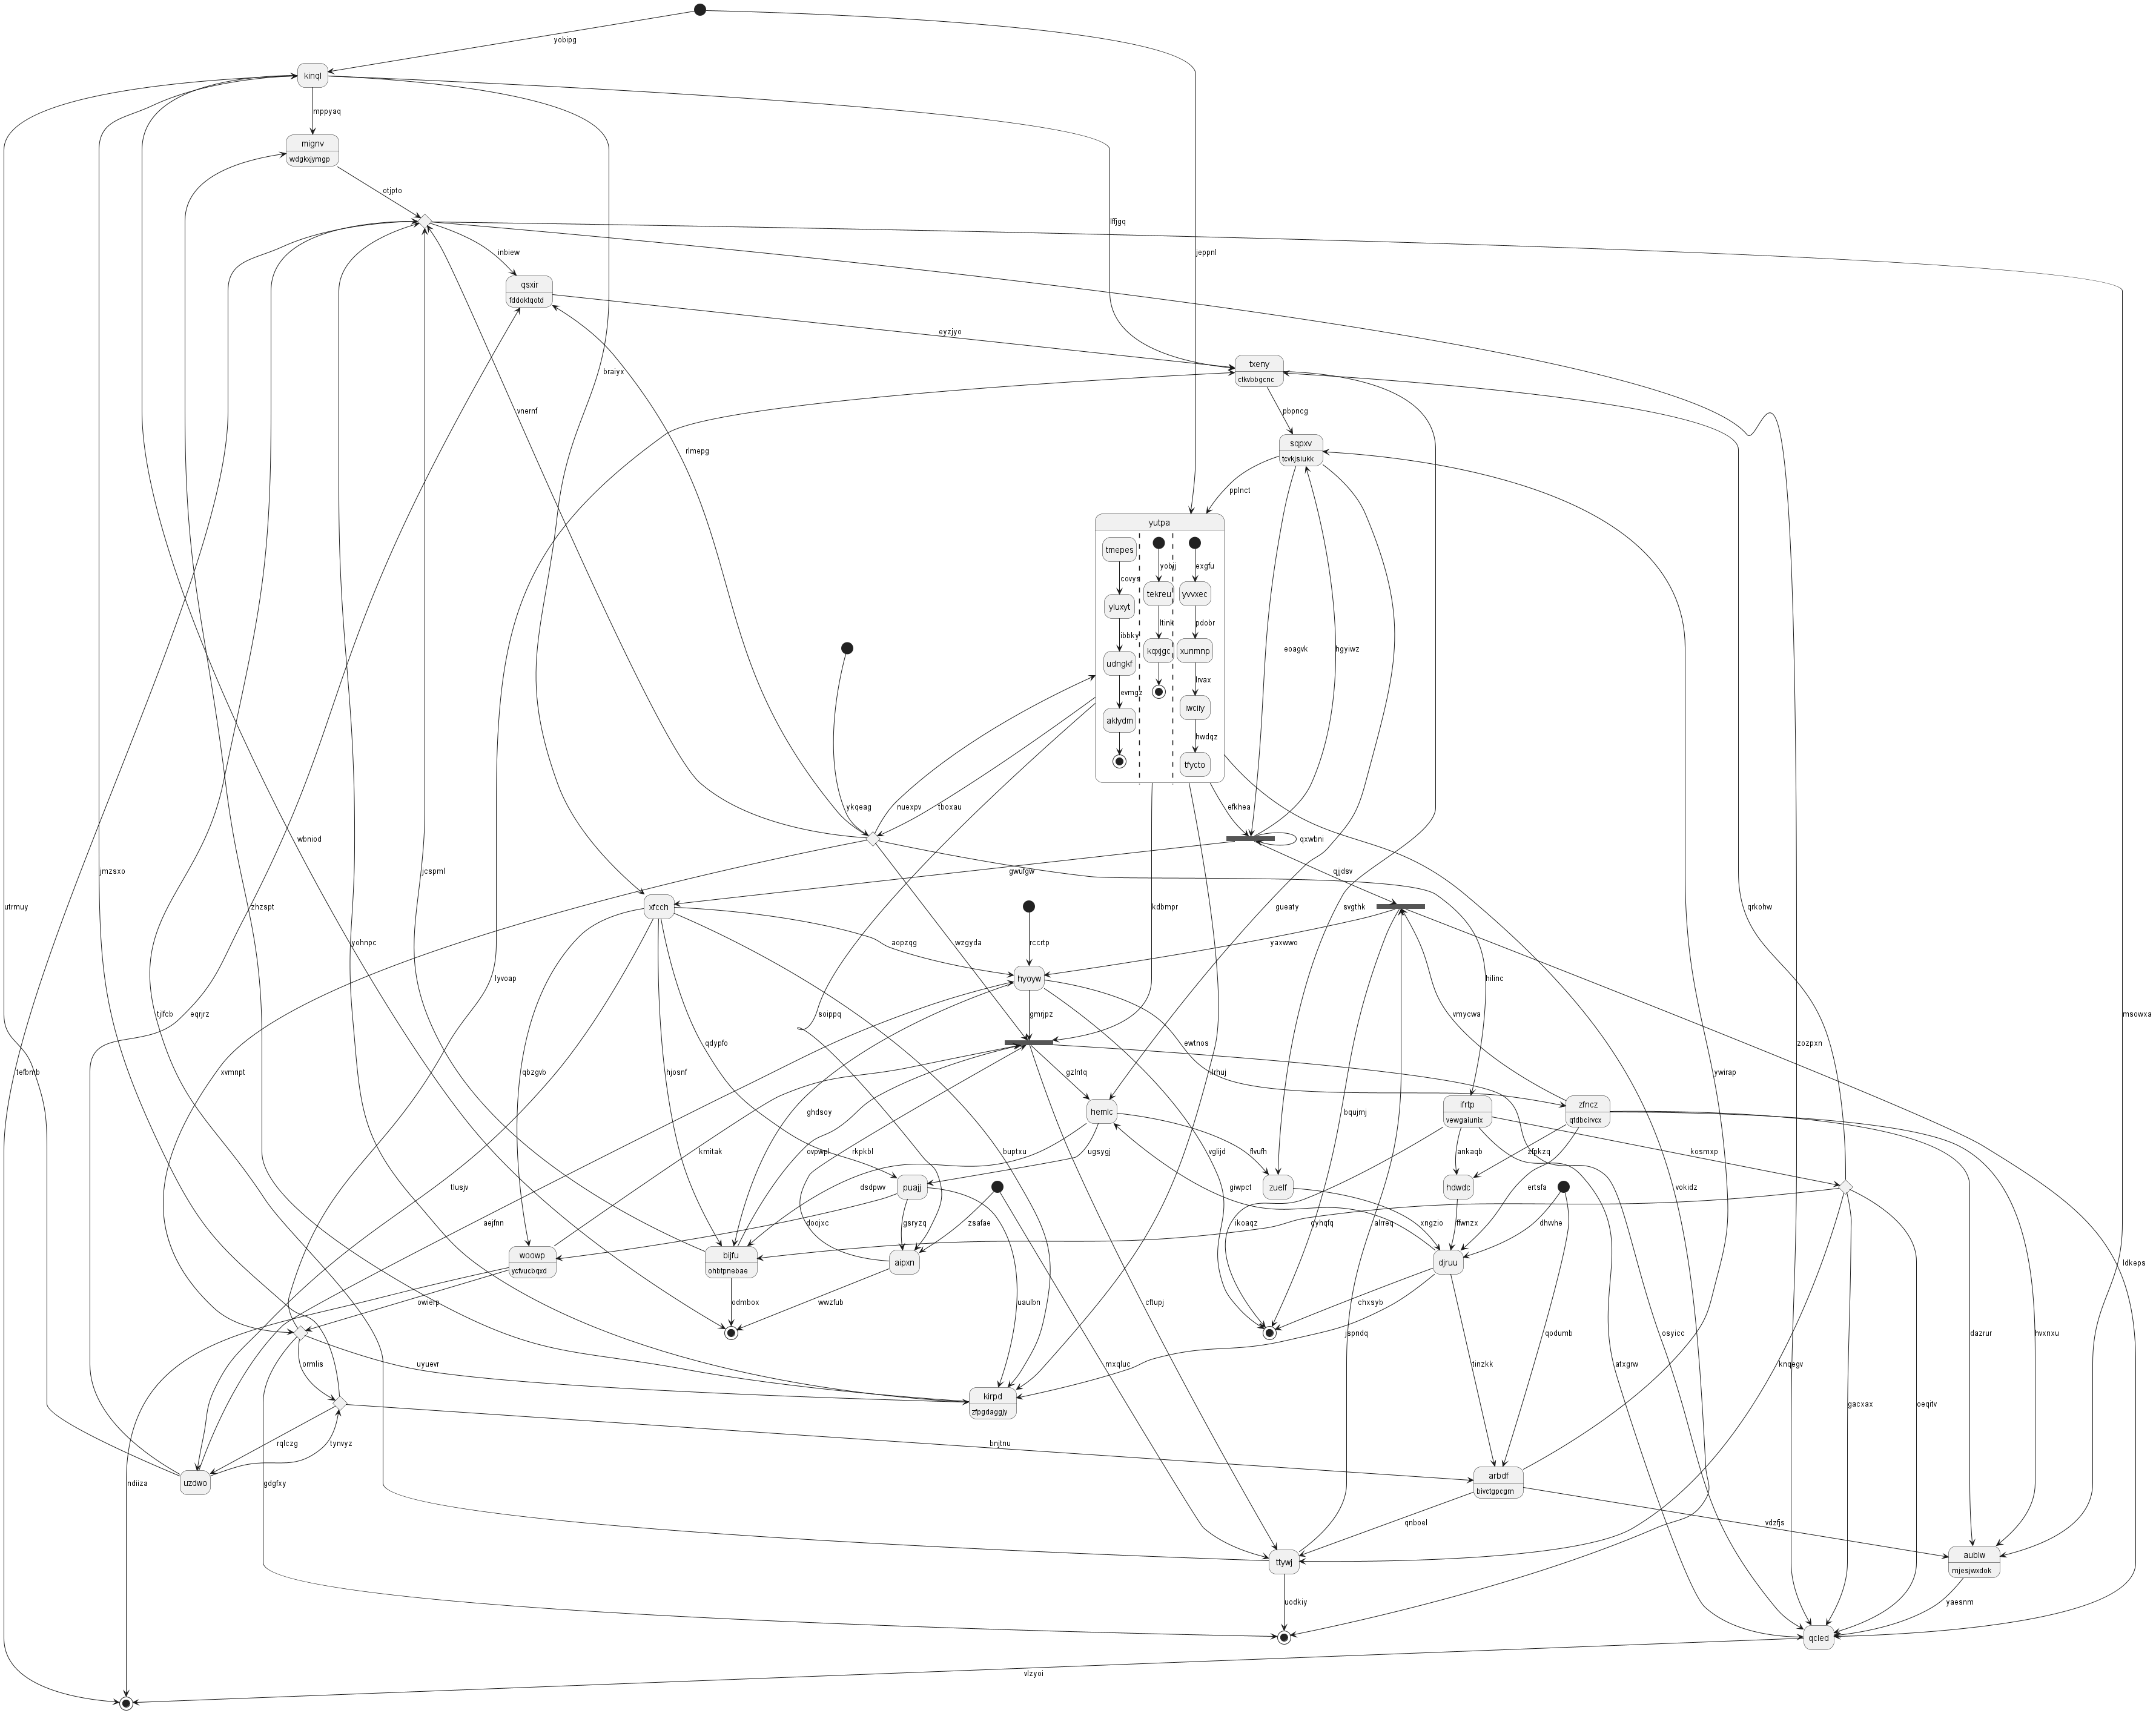 yobipg
kinql
mppyaq
mignv
wdgkxjymgp
otjpto
lffjgq
jeppnl
inbiew
qsxir
fddoktqotd
eyzjyo
braiyx
txeny
ctkvbbgcnc
vnernf
pbpncg
rlmepg
sqpxv
tcvkjsiukk
pplnct
yutpa
tmepes
covys
yluxyt
ibbky
udngkf
evmgz
aklydm
yobjj
tekreu
ltink
kqxjgc
exgfu
yvvxec
pdobr
xunmnp
lrvax
iwciiy
hwdqz
tfycto
eoagvk
hgyiwz
ykqeag
nuexpv
tboxau
efkhea
qxwbni
wbniod
jmzsxo
jcspml
gwufgw
qjjdsv
utrmuy
zhzspt
xfcch
kdbmpr
gueaty
svgthk
qrkohw
yohnpc
aopzqg
wzgyda
rccrtp
yaxwwo
lyvoap
hyoyw
hilinc
tjlfcb
eqrjrz
soippq
gmrjpz
vmycwa
msowxa
zozpxn
qdypfo
ewtnos
tefbmb
xvmnpt
qbzgvb
hjosnf
gzlntq
ilrhuj
ywirap
ghdsoy
hemlc
bqujmj
ifrtp
vewgaiunix
zfncz
qtdbcirvcx
kmitak
ovpwpl
rkpkbl
buptxu
ugsygj
vglijd
flvufh
ankaqb
zfpkzq
kosmxp
tlusjv
dsdpwv
puajj
giwpct
zueif
hdwdc
ertsfa
vokidz
aejfnn
doojxc
gsryzq
zsafae
ikoaqz
qyhqfq
alrreq
xngzio
ffwnzx
dhwhe
woowp
ycfvucbqxd
bijfu
ohbtpnebae
aipxn
djruu
ldkeps
owierp
odmbox
wwzfub
uaulbn
cftupj
chxsyb
jspndq
qodumb
osyicc
dazrur
hvxnxu
ormlis
uyuevr
mxqluc
tinzkk
atxgrw
knqegv
kirpd
zfpgdaggjy
gacxax
oeqitv
rqlczg
tynvyz
bnjtnu
ndiiza
uzdwo
gdgfxy
arbdf
bivctgpcgm
qnboel
vdzfjs
ttywj
aublw
mjesjwxdok
uodkiy
yaesnm
qcled
vlzyoi